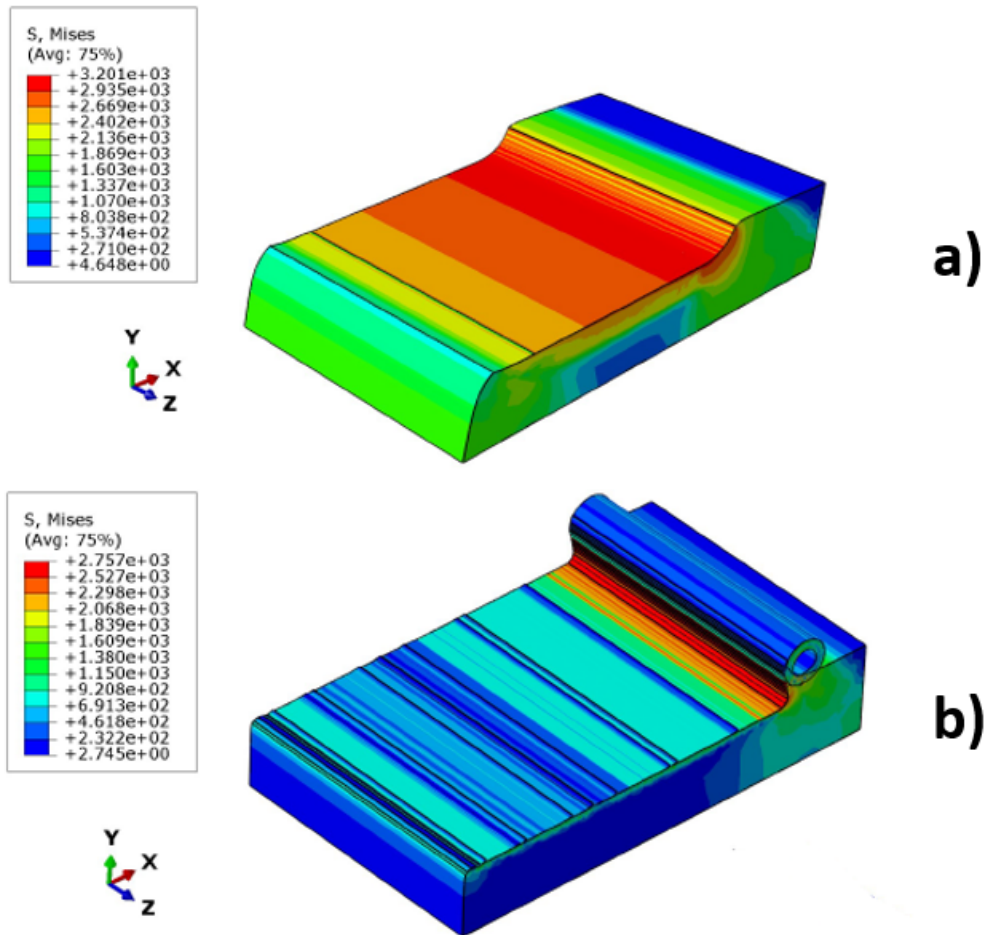 S, Mises
(Avg: 75%)
+3.201e+03
+2.935e+03
+2.669e+03
+2.402e+03
+2.136e+03
+1.869e+03
+1.603e+03
+1.337e+03
+1.070e+03
+8.038e+02
+5.374e+02
+2.710e+02
+4.648e+00
a)
Y
X
Z
S, Mises
(Avg: 75%)
+2.757e+03
+2.527e+03
+2.298e+03
+2.068e+03
+1.839e+03
+1.609e+03
+1.380e+03
+1.150e+03
+9.208e+02
+6.913e+02
+4.618e+02
+2.322e+02
+2.745e+00
b)
Y
X
Z